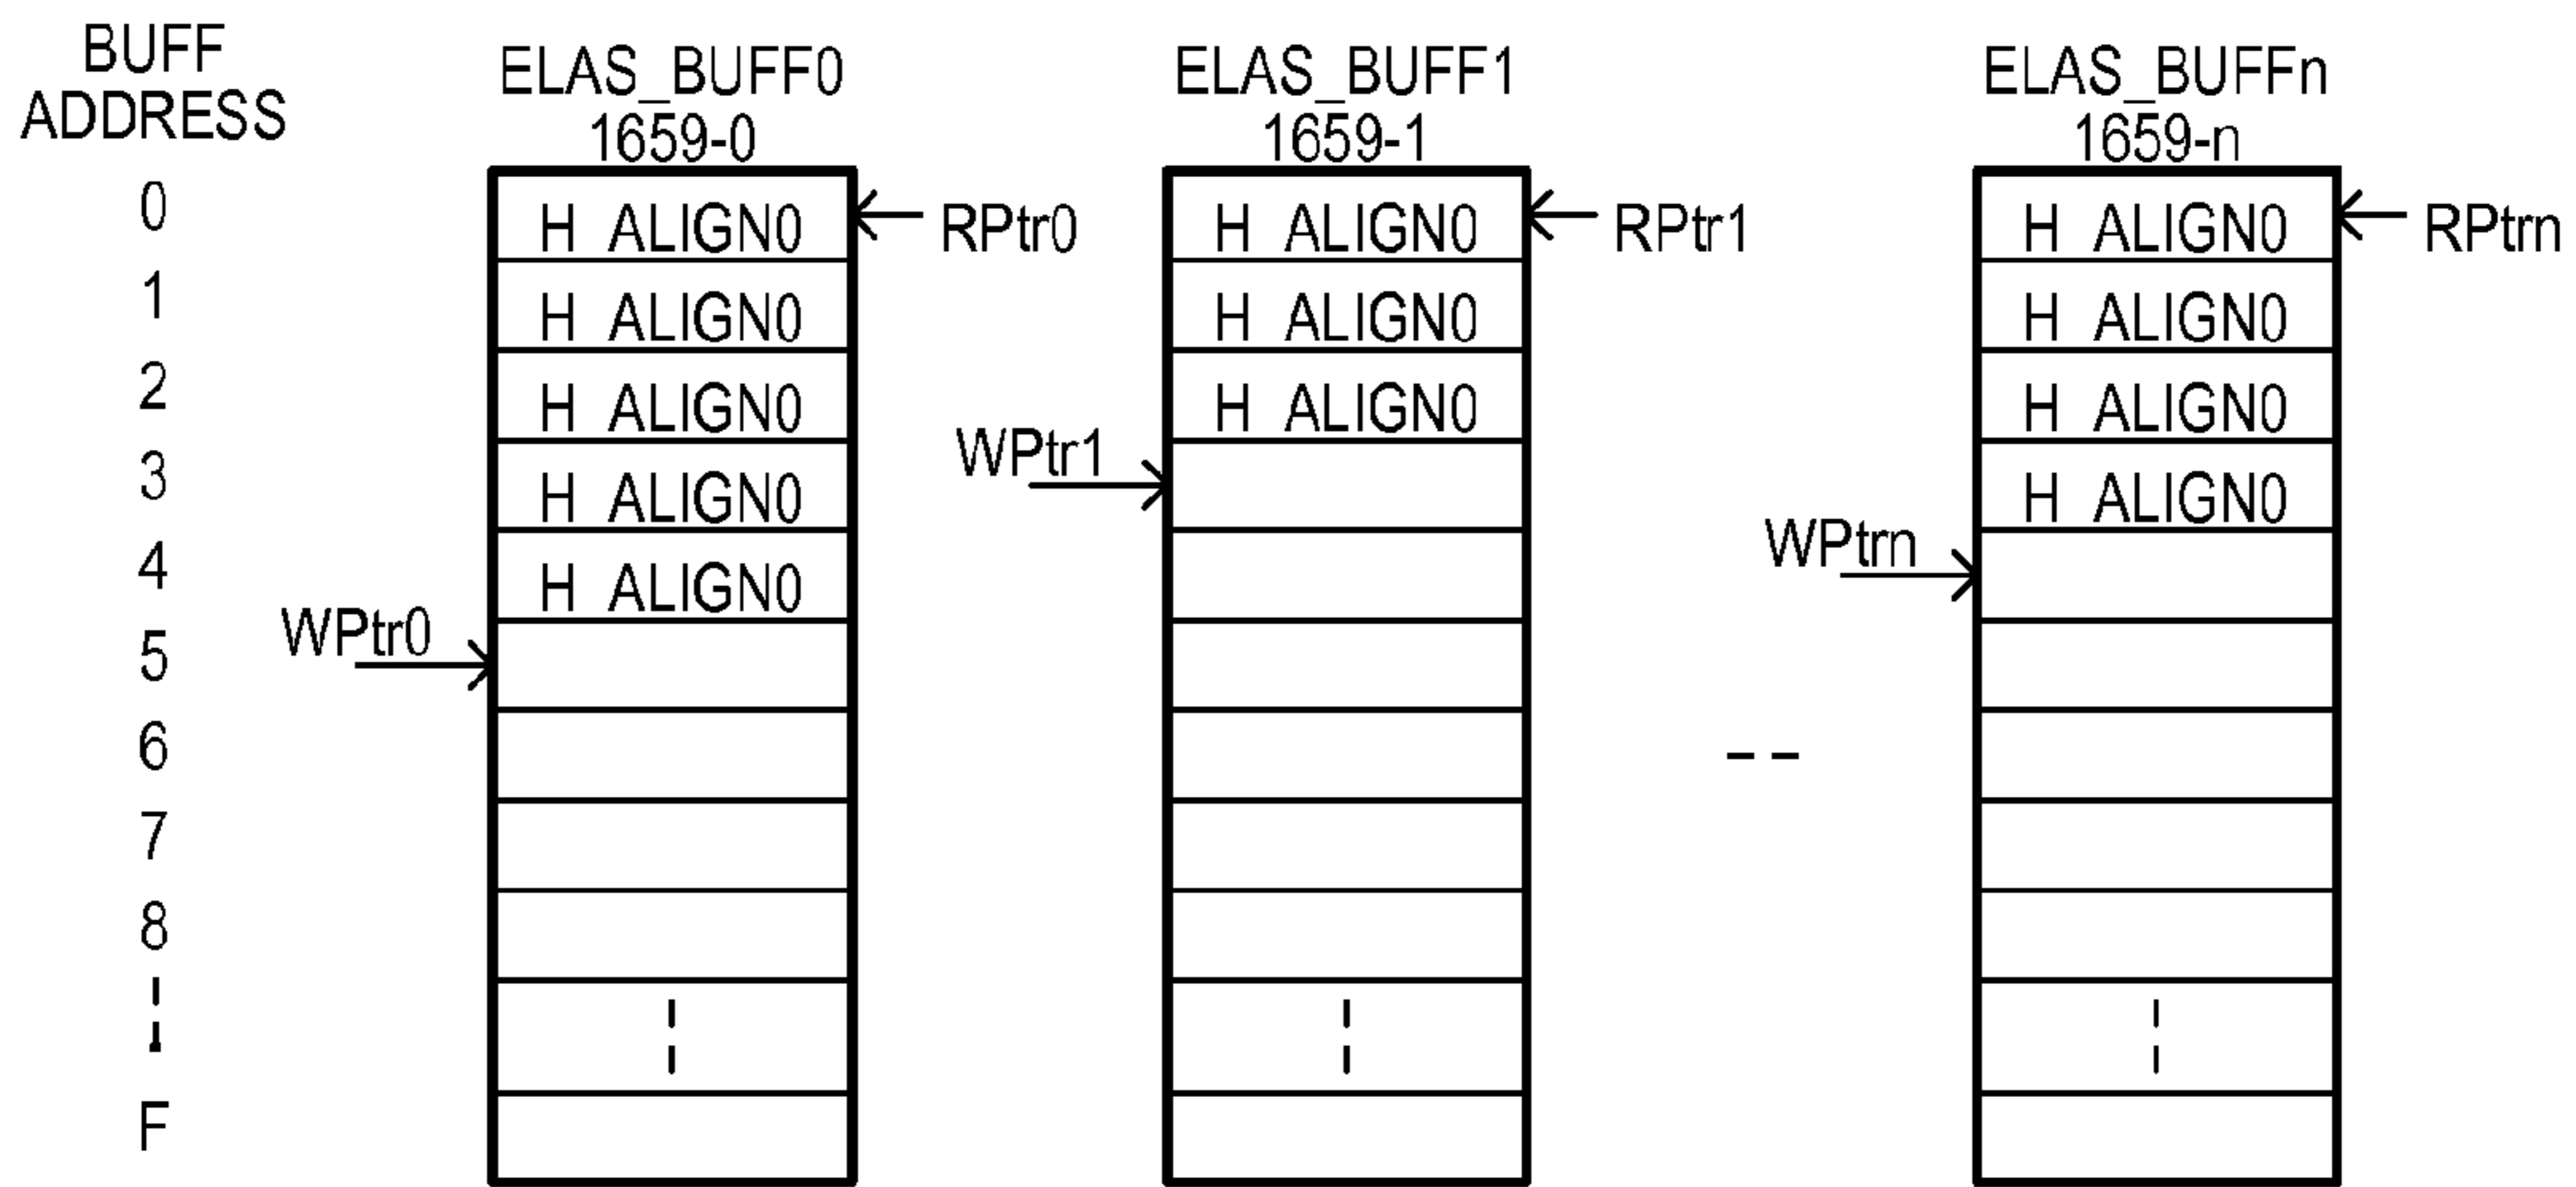 BUFF
ADDRESS
ELAS_BUFF0
1659-0
ELAS_BUFF1
1659-1
ELAS_BUFFn
1659-n
0
H ALIGN0
RPtr0
H ALIGN0
RPtr1
H ALIGN0
RPtrn
1
H ALIGN0
H ALIGN0
H ALIGN0
2
H ALIGN0
H ALIGN0
H ALIGN0
3
H ALIGN0
WPtr1
H ALIGN0
4
H ALIGN0
WPtrn
5
WPtr0
6
7
8
F